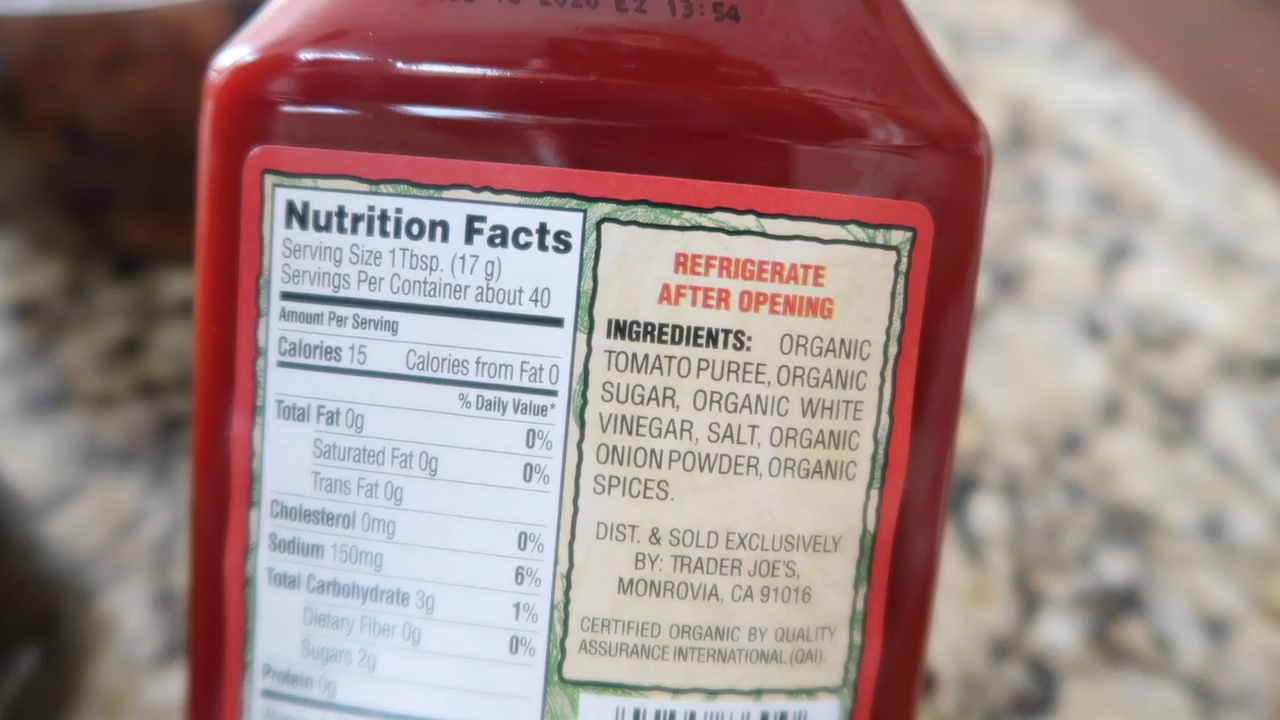 2020 EZ 13:54
Nutrition Facts
Serving Size 1Tbsp. (17 g)
Servings Per Container about 40
Amount Per Serving
Calories 15 Calories from Fat 0
% Daily Value*
Total Fat 0g 0%
Saturated Fat 0g 0%
Trans Fat 0g
Cholesterol 0mg 0%
Sodium 150mg 6%
Total Carbohydrate 3g 1%
Dietary Fiber 0g 0%
Sugars 2g
Protein 0g
REFRIGERATE
AFTER OPENING
INGREDIENTS: ORGANIC
TOMATO PUREE, ORGANIC
SUGAR, ORGANIC WHITE
VINEGAR, SALT, ORGANIC
ONION POWDER, ORGANIC
SPICES.
DIST. & SOLD EXCLUSIVELY
BY: TRADER JOE'S,
MONROVIA, CA 91016
CERTIFIED ORGANIC BY QUALITY
ASSURANCE INTERNATIONAL (QAI).